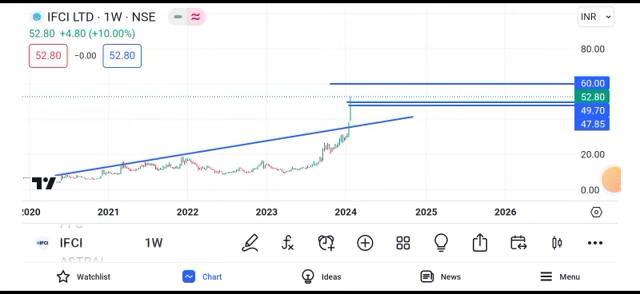 IFCI LTD · 1W · NSE
INR
52.80 +4.80 (+10.00%)
52.80 −0.00 52.80
80.00
60.00
52.80
49.70
47.85
20.00
0.00
2020 2021 2022 2023 2024 2025 2026
IFCI 1W
Watchlist Chart Ideas News Menu